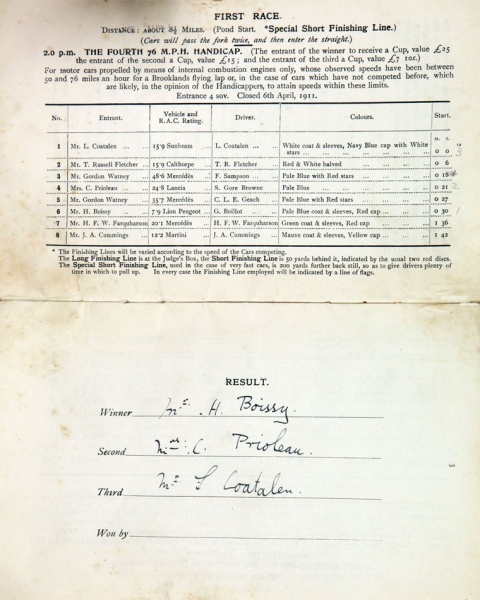 FIRST RACE.
DISTANCE: ABOUT 8½ MILES. (Pond Start. *Special Short Finishing Line.)
(Cars will pass the fork twice, and then enter the straight.)
2.0 p.m. THE FOURTH 76 M.P.H. HANDICAP. (The entrant of the winner to receive a Cup, value £25
the entrant of the second a Cup, value £15; and the entrant of the third a Cup, value £7 10s.)
For motor cars propelled by means of internal combustion engines only, whose observed speeds have been between
50 and 76 miles an hour for a Brooklands flying lap or, in the case of cars which have not competed before, which
are likely, in the opinion of the Handicappers, to attain speeds within these limits.
Entrance 4 sov. Closed 6th April, 1911.
No. Entrant. Vehicle and R.A.C. Rating. Driver. Colours. Start.
M. S.
1 Mr. L. Coatalen ... 15·9 Sunbeam L. Coatalen ... White coat & sleeves, Navy Blue cap with White
stars ... ... ... ... ... 0 0
2 Mr. T. Russell Fletcher ... 15·9 Calthorpe T. R. Fletcher Red & White halved ... ... ... 0 6
3 Mr. Gordon Watney ... 48·6 Mercédès F. Sampson ... Pale Blue with Red stars ... ... ... 0 18
4 Mrs. C. Prioleau ... 24·8 Lancia S. Gore Browne Pale Blue ... ... ... 0 21
5 Mr. Gordon Watney ... 35·7 Mercédès C. L. E. Geach Pale Blue with Red stars ... ... ... 0 27
6 Mr. H. Boissy ... 7·9 Lion Peugeot G. Boillot ... Pale Blue coat & sleeves, Red cap ... ... 0 30
7 Mr. H. F. W. Farquharson 20·1 Mercédès H. F. W. Farquharson Green coat & sleeves, Red cap ... ... 1 36
8 Mr. J. A. Cummings ... 12·2 Martini J. A. Cummings ... Mauve coat & sleeves, Yellow cap ... ... 1 42
* The Finishing Lines will be varied according to the speed of the Cars competing.
The Long Finishing Line is at the Judge's Box, the Short Finishing Line is 50 yards behind it, indicated by the usual two red discs.
The Special Short Finishing Line, used in the case of very fast cars, is 200 yards further back still, so as to give drivers plenty of
time in which to pull up. In every case the Finishing Line employed will be indicated by a line of flags.
RESULT.
Winner Mr. H. Boissy.
Second Mrs. C. Prioleau.
Third Mr L Coatalen.
Won by
3